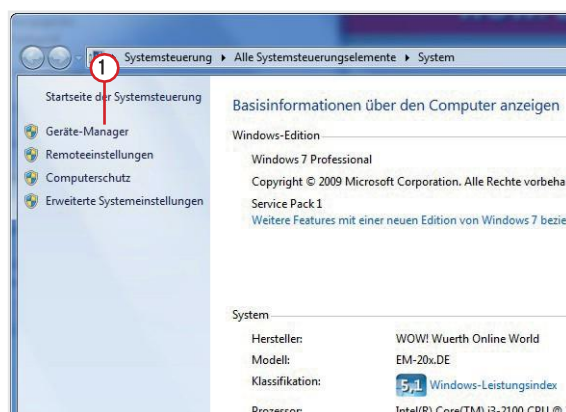 Systemsteuerung ▸ Alle Systemsteuerungselemente ▸ System
1
Startseite der Systemsteuerung
Geräte-Manager
Remoteeinstellungen
Computerschutz
Erweiterte Systemeinstellungen
Basisinformationen über den Computer anzeigen
Windows-Edition
Windows 7 Professional
Copyright © 2009 Microsoft Corporation. Alle Rechte vorbeha
Service Pack 1
Weitere Features mit einer neuen Edition von Windows 7 bezie
System
Hersteller: WOW! Wuerth Online World
Modell: EM-20x.DE
Klassifikation: 5,1 Windows-Leistungsindex
Prozessor: Intel(R) Core(TM) i3-2100 CPU @